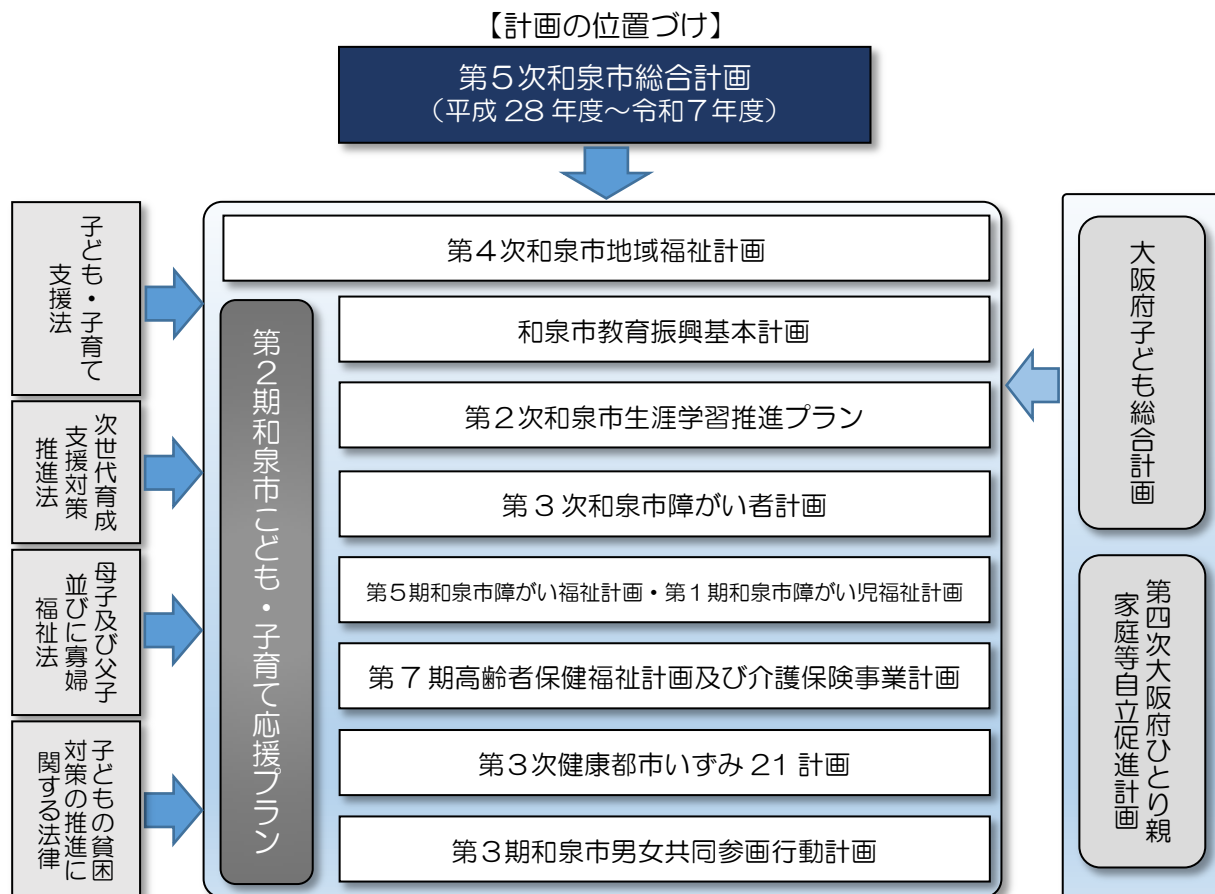 【計画の位置づけ】
第5次和泉市総合計画
（平成 28 年度～令和７年度）
子ども・子育て
支援法
次世代育成
支援対策
推進法
母子及び父子
並びに寡婦
福祉法
子どもの貧困
対策の推進に
関する法律
第４次和泉市地域福祉計画
第２期和泉市こども・子育て応援プラン
和泉市教育振興基本計画
第２次和泉市生涯学習推進プラン
第 3 次和泉市障がい者計画
第５期和泉市障がい福祉計画・第１期和泉市障がい児福祉計画
第 7 期高齢者保健福祉計画及び介護保険事業計画
第３次健康都市いずみ 21 計画
第３期和泉市男女共同参画行動計画
大阪府子ども総合計画
第四次大阪府ひとり親
家庭等自立促進計画